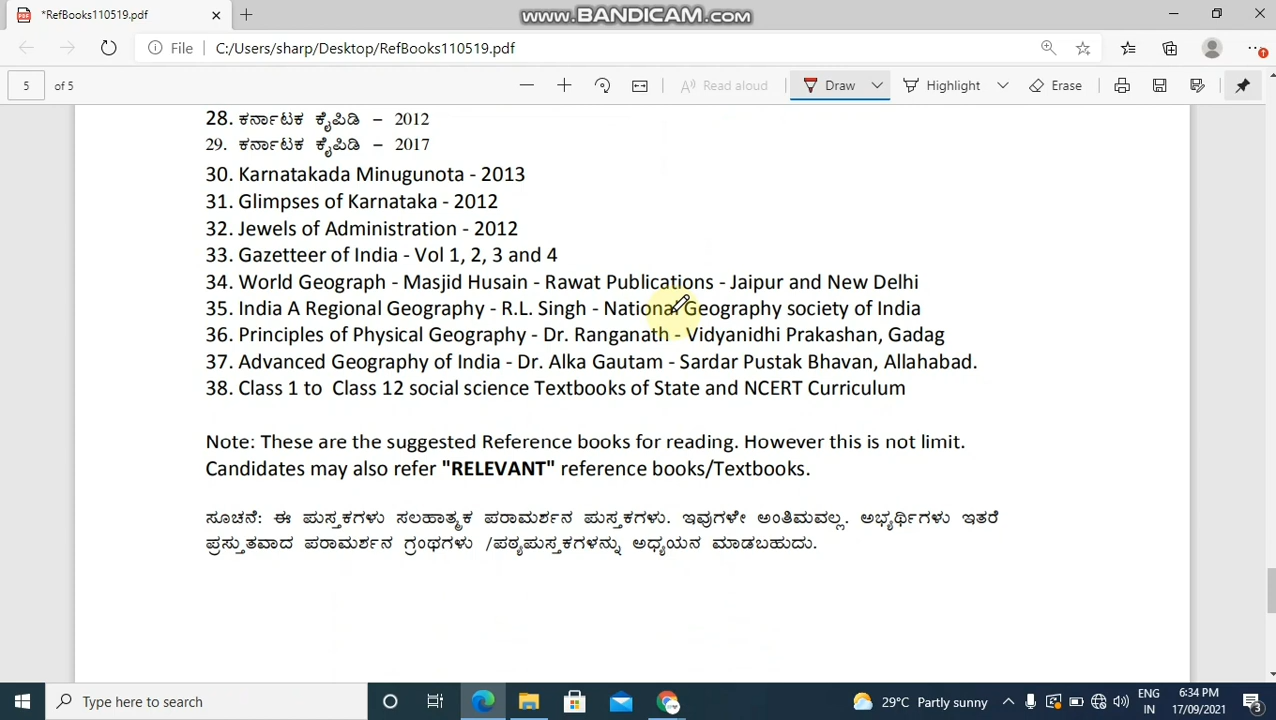 *RefBooks110519.pdf
www.BANDICAM.com
File C:/Users/sharp/Desktop/RefBooks110519.pdf
5 of 5 Read aloud Draw Highlight Erase
28. ಕರ್ನಾಟಕ ಕೈಪಿಡಿ – 2012
29. ಕರ್ನಾಟಕ ಕೈಪಿಡಿ – 2017
30. Karnatakada Minugunota - 2013
31. Glimpses of Karnataka - 2012
32. Jewels of Administration - 2012
33. Gazetteer of India - Vol 1, 2, 3 and 4
34. World Geograph - Masjid Husain - Rawat Publications - Jaipur and New Delhi
35. India A Regional Geography - R.L. Singh - National Geography society of India
36. Principles of Physical Geography - Dr. Ranganath - Vidyanidhi Prakashan, Gadag
37. Advanced Geography of India - Dr. Alka Gautam - Sardar Pustak Bhavan, Allahabad.
38. Class 1 to Class 12 social science Textbooks of State and NCERT Curriculum
Note: These are the suggested Reference books for reading. However this is not limit.
Candidates may also refer "RELEVANT" reference books/Textbooks.
ಸೂಚನೆ: ಈ ಪುಸ್ತಕಗಳು ಸಲಹಾತ್ಮಕ ಪರಾಮರ್ಶನ ಪುಸ್ತಕಗಳು. ಇವುಗಳೇ ಅಂತಿಮವಲ್ಲ. ಅಭ್ಯರ್ಥಿಗಳು ಇತರೆ
ಪ್ರಸ್ತುತವಾದ ಪರಾಮರ್ಶನ ಗ್ರಂಥಗಳು /ಪಠ್ಯಪುಸ್ತಕಗಳನ್ನು ಅಧ್ಯಯನ ಮಾಡಬಹುದು.
Type here to search 29°C Partly sunny ENG IN 6:34 PM 17/09/2021 3